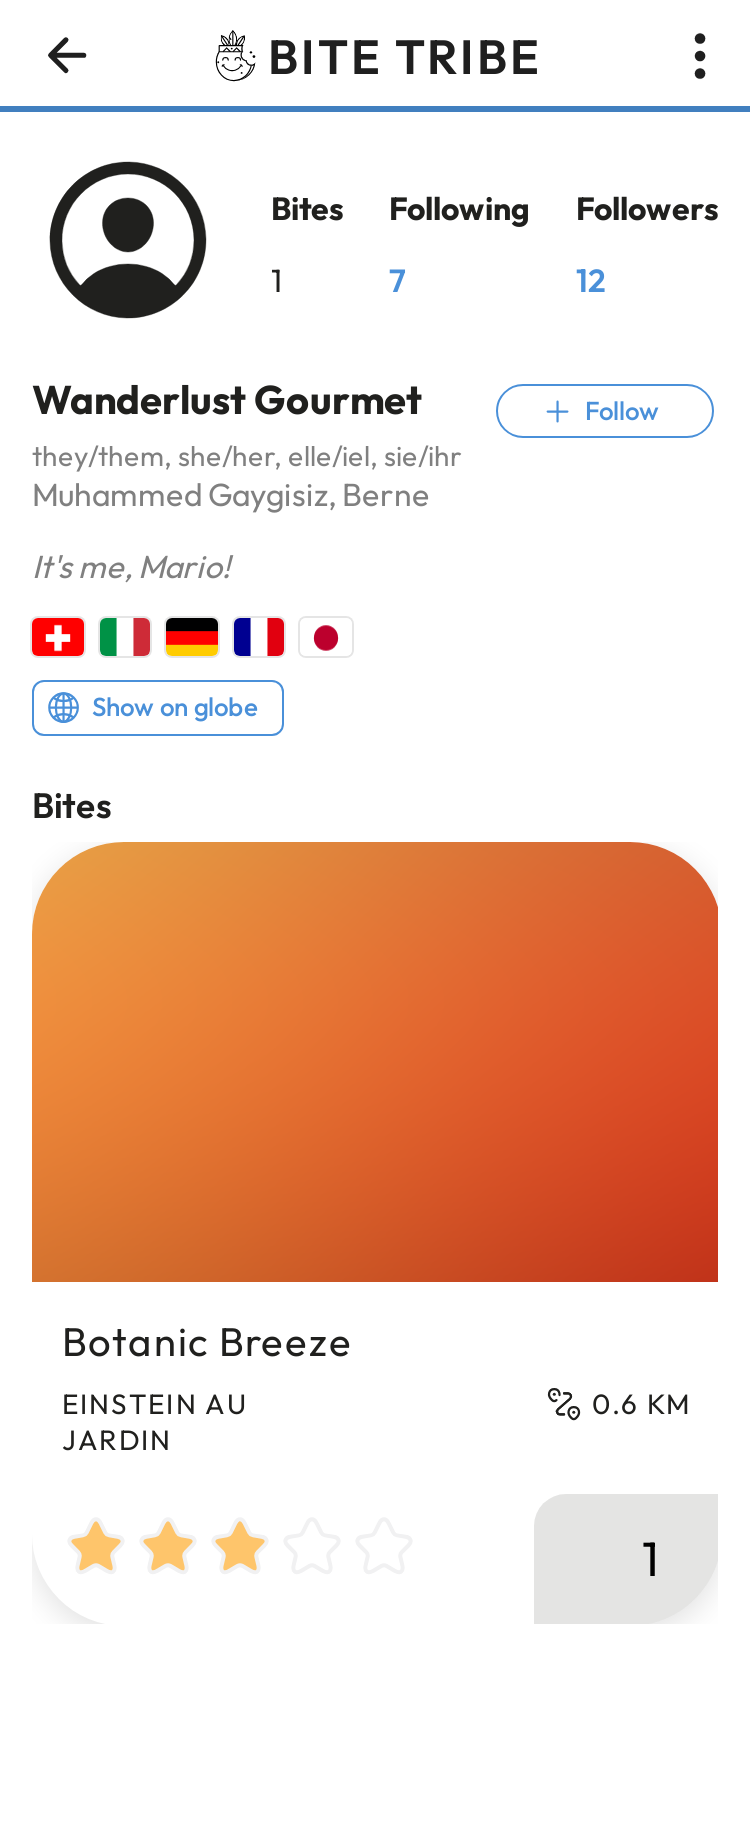 BITE TRIBE
Bites Following Followers
1 7 12
Wanderlust Gourmet
+ Follow
they/them, she/her, elle/iel, sie/ihr
Muhammed Gaygisiz, Berne
It's me, Mario!
Show on globe
Bites
Botanic Breeze
EINSTEIN AU
JARDIN
0.6 KM
1